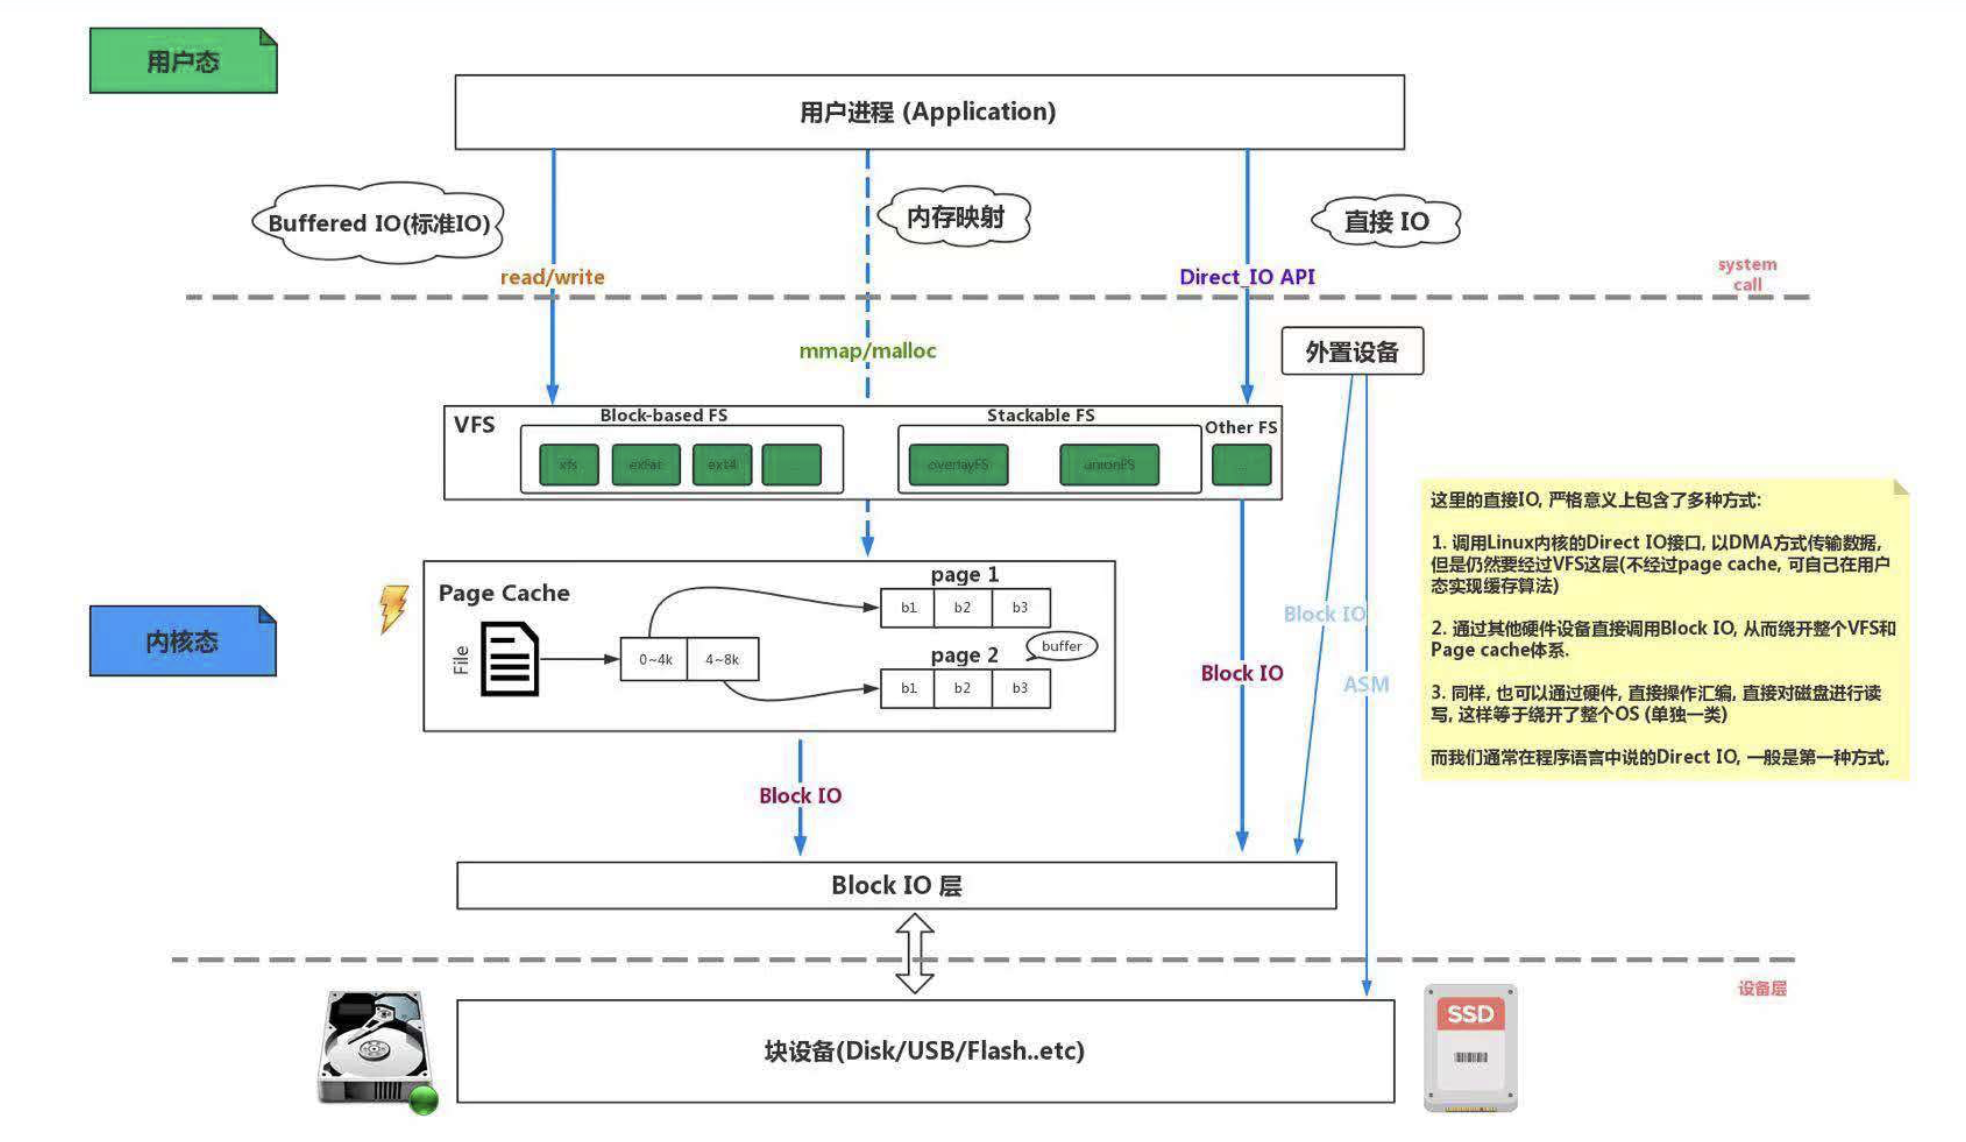 用户态
用户进程 (Application)
Buffered IO(标准IO)
内存映射
直接 IO
read/write
Direct_IO API
system
call
mmap/malloc
外置设备
VFS
Block-based FS
Stackable FS
Other FS
xfs
exfat
ext4
...
overlayFS
unionFS
...
这里的直接IO, 严格意义上包含了多种方式:
1. 调用Linux内核的Direct IO接口, 以DMA方式传输数据,
但是仍然要经过VFS这层(不经过page cache, 可自己在用户
态实现缓存算法)
2. 通过其他硬件设备直接调用Block IO, 从而绕开整个VFS和
Page cache体系.
3. 同样, 也可以通过硬件, 直接操作汇编, 直接对磁盘进行读
写, 这样等于绕开了整个OS (单独一类)
而我们通常在程序语言中说的Direct IO, 一般是第一种方式,
内核态
Page Cache
File
0~4k
4~8k
page 1
b1
b2
b3
page 2
buffer
b1
b2
b3
Block IO
Block IO
ASM
Block IO
Block IO 层
设备层
块设备(Disk/USB/Flash..etc)
SSD